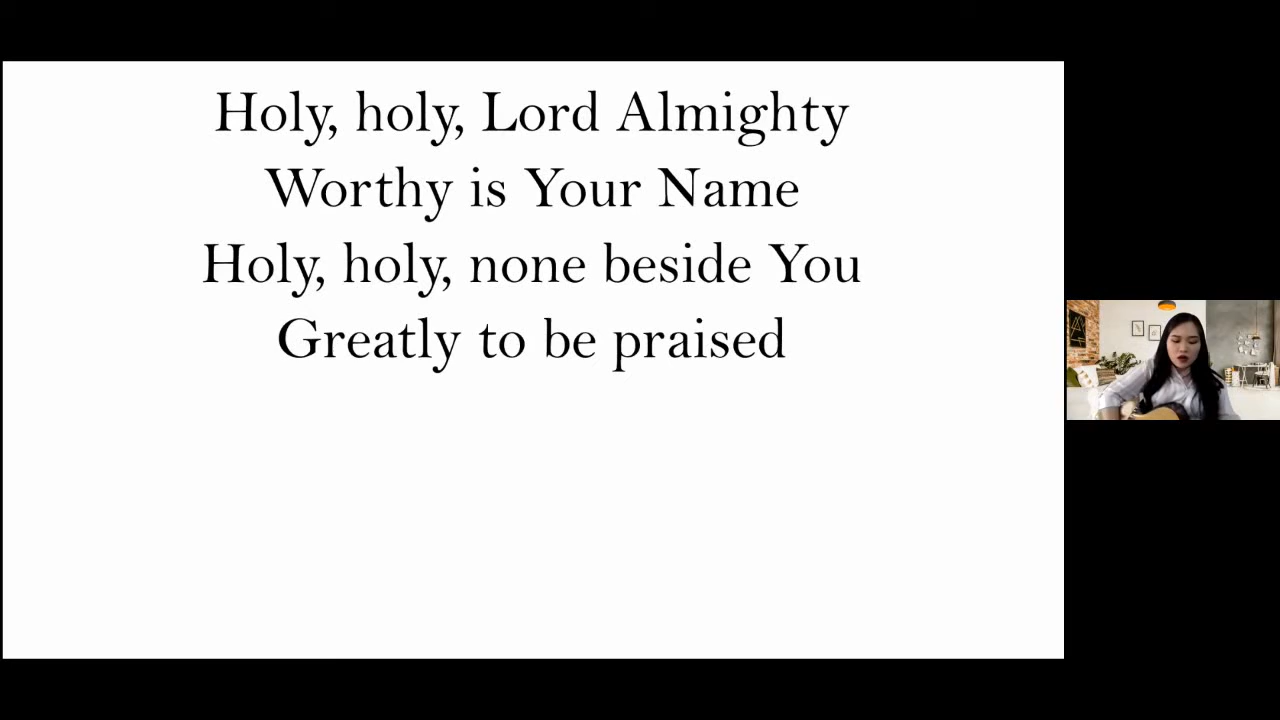 Holy, holy, Lord Almighty
Worthy is Your Name
Holy, holy, none beside You
Greatly to be praised